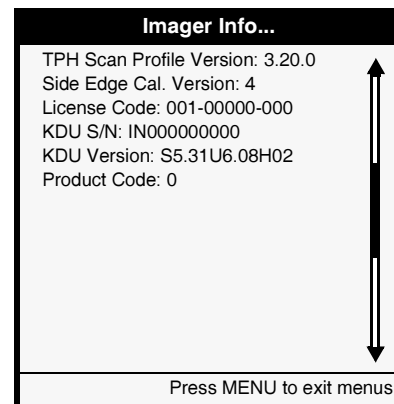 Imager Info...
TPH Scan Profile Version: 3.20.0
Side Edge Cal. Version: 4
License Code: 001-00000-000
KDU S/N: IN000000000
KDU Version: S5.31U6.08H02
Product Code: 0
Press MENU to exit menus